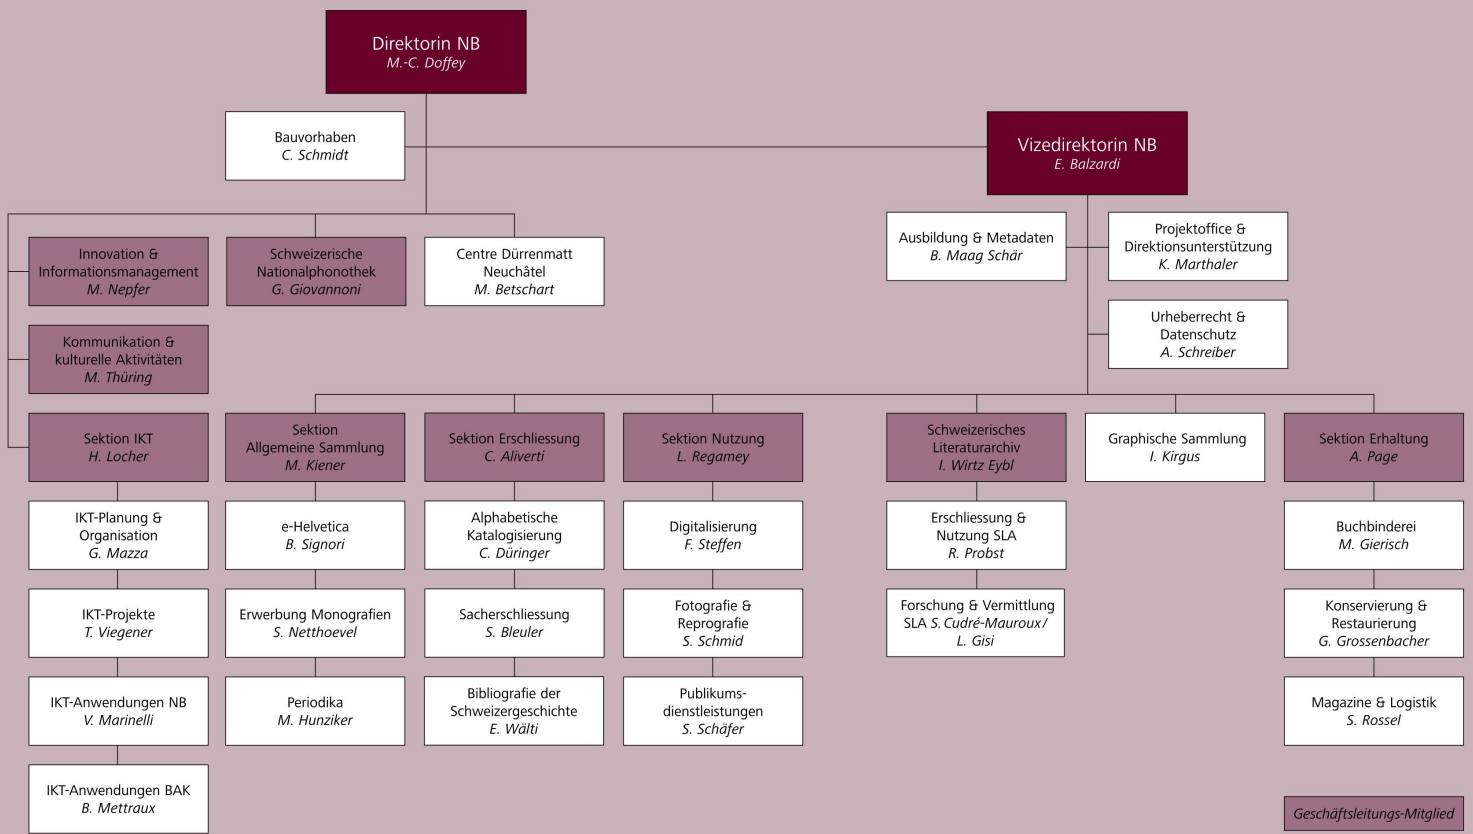 Direktorin NB
M.-C. Doffey
Bauvorhaben
C. Schmidt
Vizedirektorin NB
E. Balzardi
Ausbildung & Metadaten
B. Maag Schär
Projektoffice &
Direktionsunterstützung
K. Marthaler
Innovation &
Informationsmanagement
M. Nepfer
Schweizerische
Nationalphonothek
G. Giovannoni
Centre Dürrenmatt
Neuchâtel
M. Betschart
Urheberrecht &
Datenschutz
A. Schreiber
Kommunikation &
kulturelle Aktivitäten
M. Thüring
Sektion IKT
H. Locher
Sektion
Allgemeine Sammlung
M. Kiener
Sektion Erschliessung
C. Aliverti
Sektion Nutzung
L. Regamey
Schweizerisches
Literaturarchiv
I. Wirtz Eybl
Graphische Sammlung
I. Kirgus
Sektion Erhaltung
A. Page
IKT-Planung &
Organisation
G. Mazza
e-Helvetica
B. Signori
Alphabetische
Katalogisierung
C. Düringer
Digitalisierung
F. Steffen
Erschliessung &
Nutzung SLA
R. Probst
Buchbinderei
M. Gierisch
IKT-Projekte
T. Viegener
Erwerbung Monografien
S. Netthoevel
Sacherschliessung
S. Bleuler
Fotografie &
Reprografie
S. Schmid
Forschung & Vermittlung
SLA S. Cudré-Mauroux/
L. Gisi
Konservierung &
Restaurierung
G. Grossenbacher
IKT-Anwendungen NB
V. Marinelli
Periodika
M. Hunziker
Bibliografie der
Schweizergeschichte
E. Wälti
Publikums-
dienstleistungen
S. Schäfer
Magazine & Logistik
S. Rossel
IKT-Anwendungen BAK
B. Mettraux
Geschäftsleitungs-Mitglied